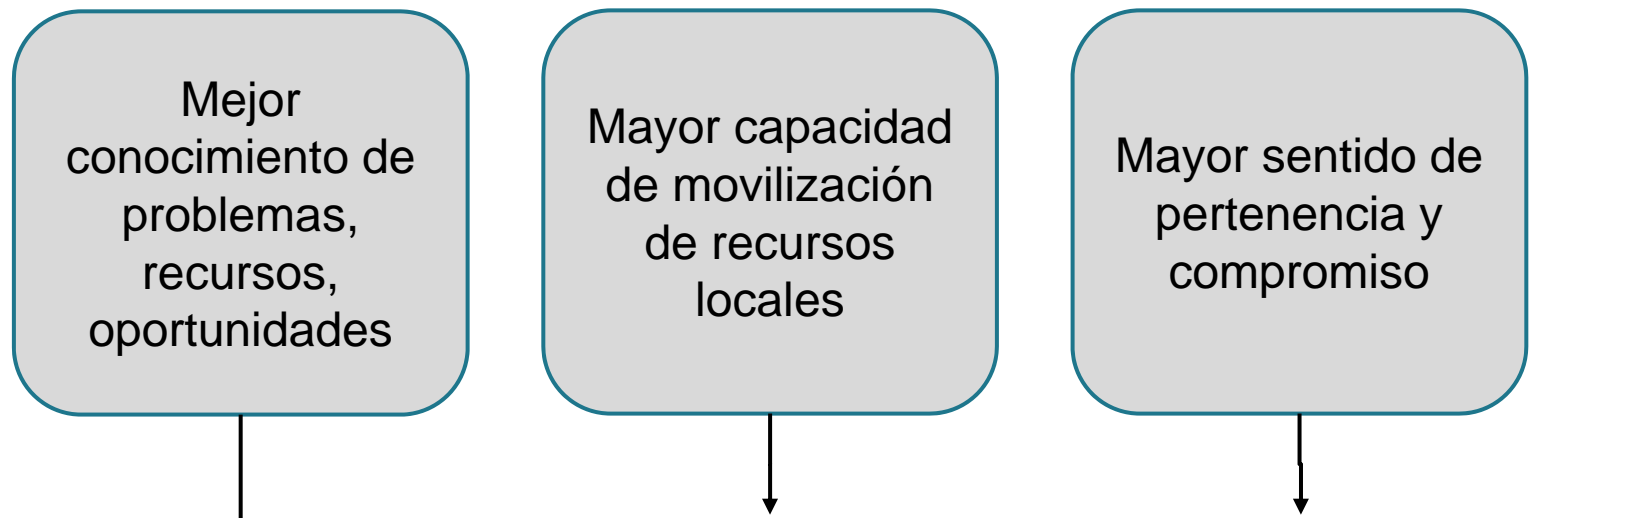 Mejor
conocimiento de
problemas,
recursos,
oportunidades
Mayor capacidad
de movilización
de recursos
locales
Mayor sentido de
pertenencia y
compromiso